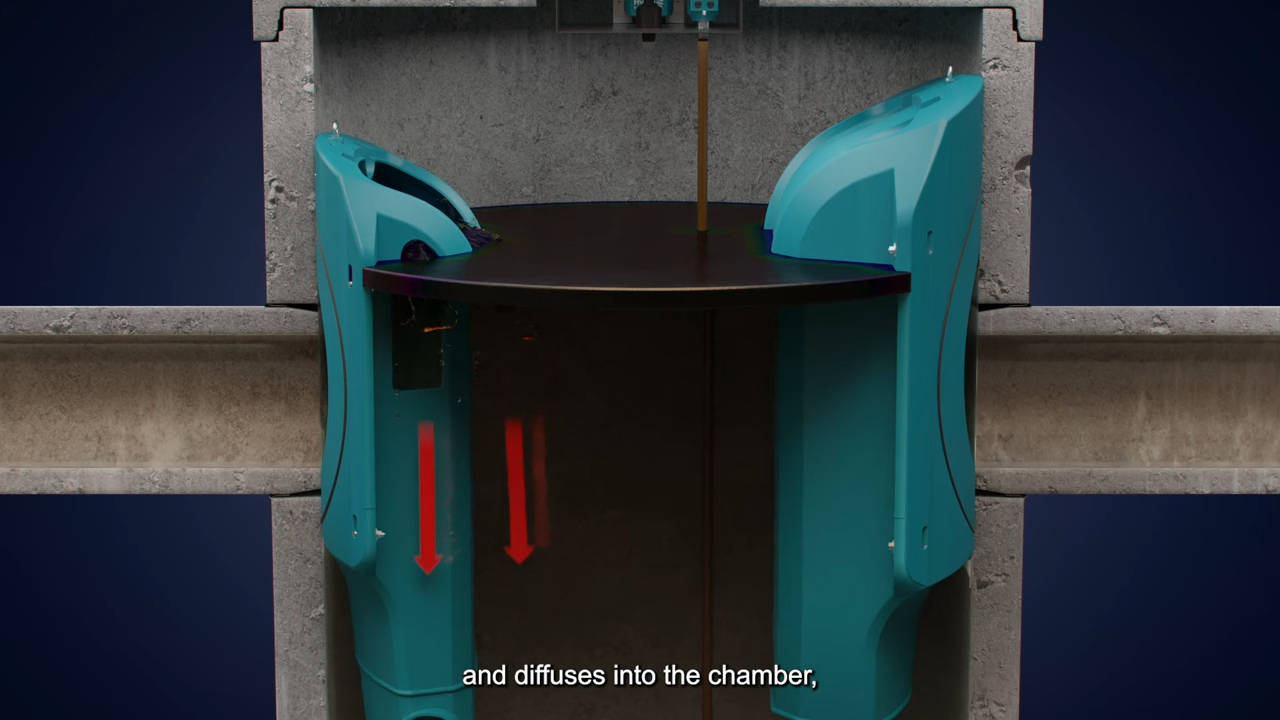 and diffuses into the chamber,